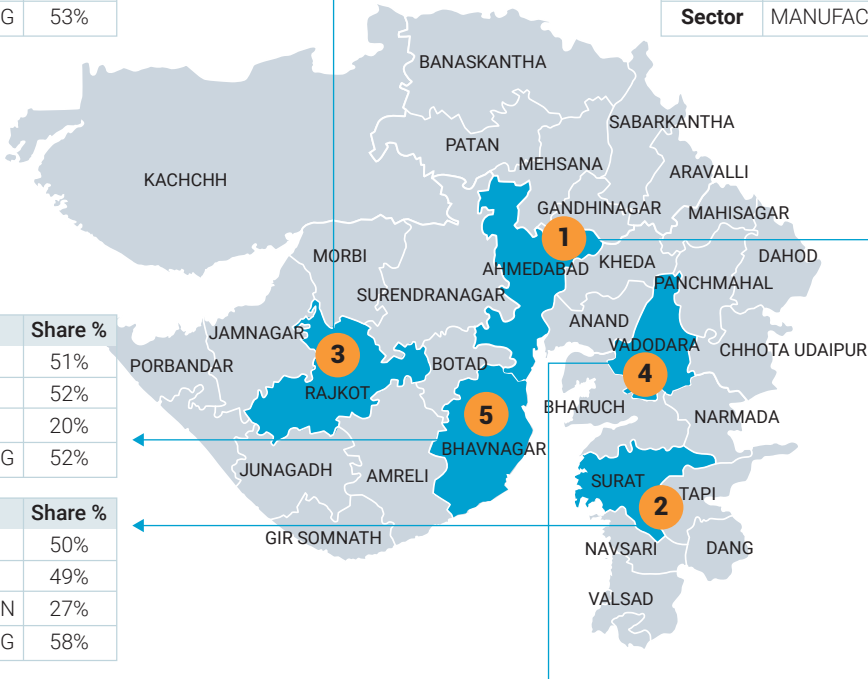 G 53%
Sector MANUFAC
BANASKANTHA
SABARKANTHA
PATAN
MEHSANA
ARAVALLI
KACHCHH
GANDHINAGAR
MAHISAGAR
1
MORBI
AHMEDABAD
KHEDA
DAHOD
PANCHMAHAL
SURENDRANAGAR
ANAND
JAMNAGAR
VADODARA
CHHOTA UDAIPUR
3
PORBANDAR
BOTAD
4
RAJKOT
BHARUCH
5
NARMADA
BHAVNAGAR
JUNAGADH
AMRELI
SURAT
TAPI
2
GIR SOMNATH
NAVSARI
DANG
VALSAD
Share %
51%
52%
20%
G 52%
Share %
50%
49%
N 27%
G 58%